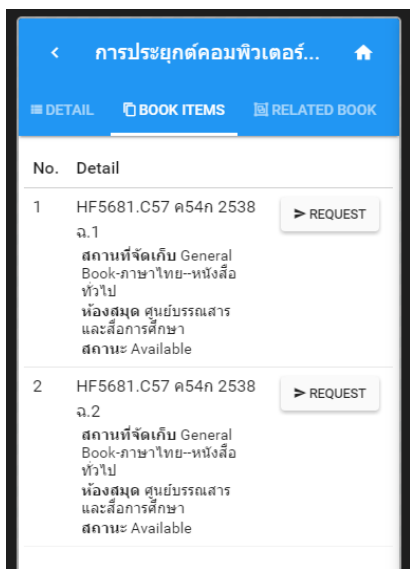 การประยุกต์คอมพิวเตอร์...
DETAIL BOOK ITEMS RELATED BOOK
No. Detail
1 HF5681.C57 ค54ก 2538 REQUEST
ฉ.1
สถานที่จัดเก็บ General
Book-ภาษาไทย--หนังสือ
ทั่วไป
ห้องสมุด ศูนย์บรรณสาร
และสื่อการศึกษา
สถานะ Available
2 HF5681.C57 ค54ก 2538 REQUEST
ฉ.2
สถานที่จัดเก็บ General
Book-ภาษาไทย--หนังสือ
ทั่วไป
ห้องสมุด ศูนย์บรรณสาร
และสื่อการศึกษา
สถานะ Available